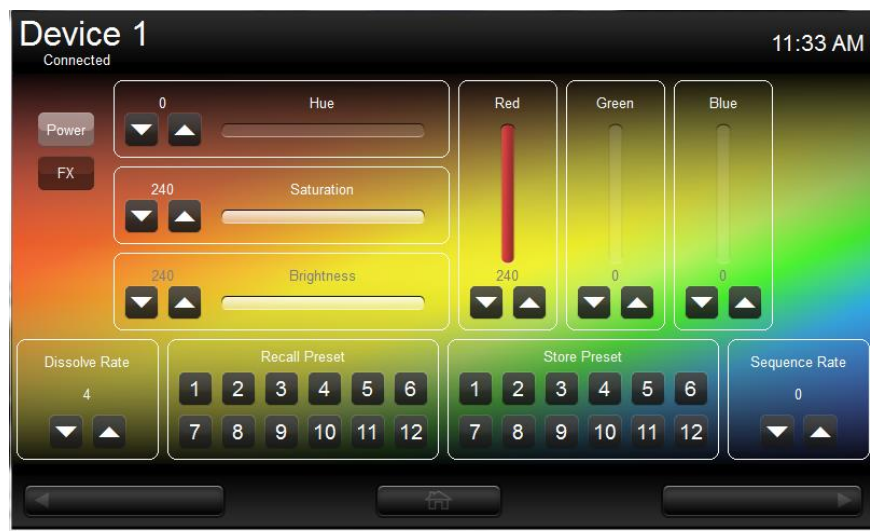 Device 1
Connected
11:33 AM
Power
FX
0
Hue
240
Saturation
240
Brightness
Red
240
Green
0
Blue
0
Dissolve Rate
4
Recall Preset
1 2 3 4 5 6
7 8 9 10 11 12
Store Preset
1 2 3 4 5 6
7 8 9 10 11 12
Sequence Rate
0